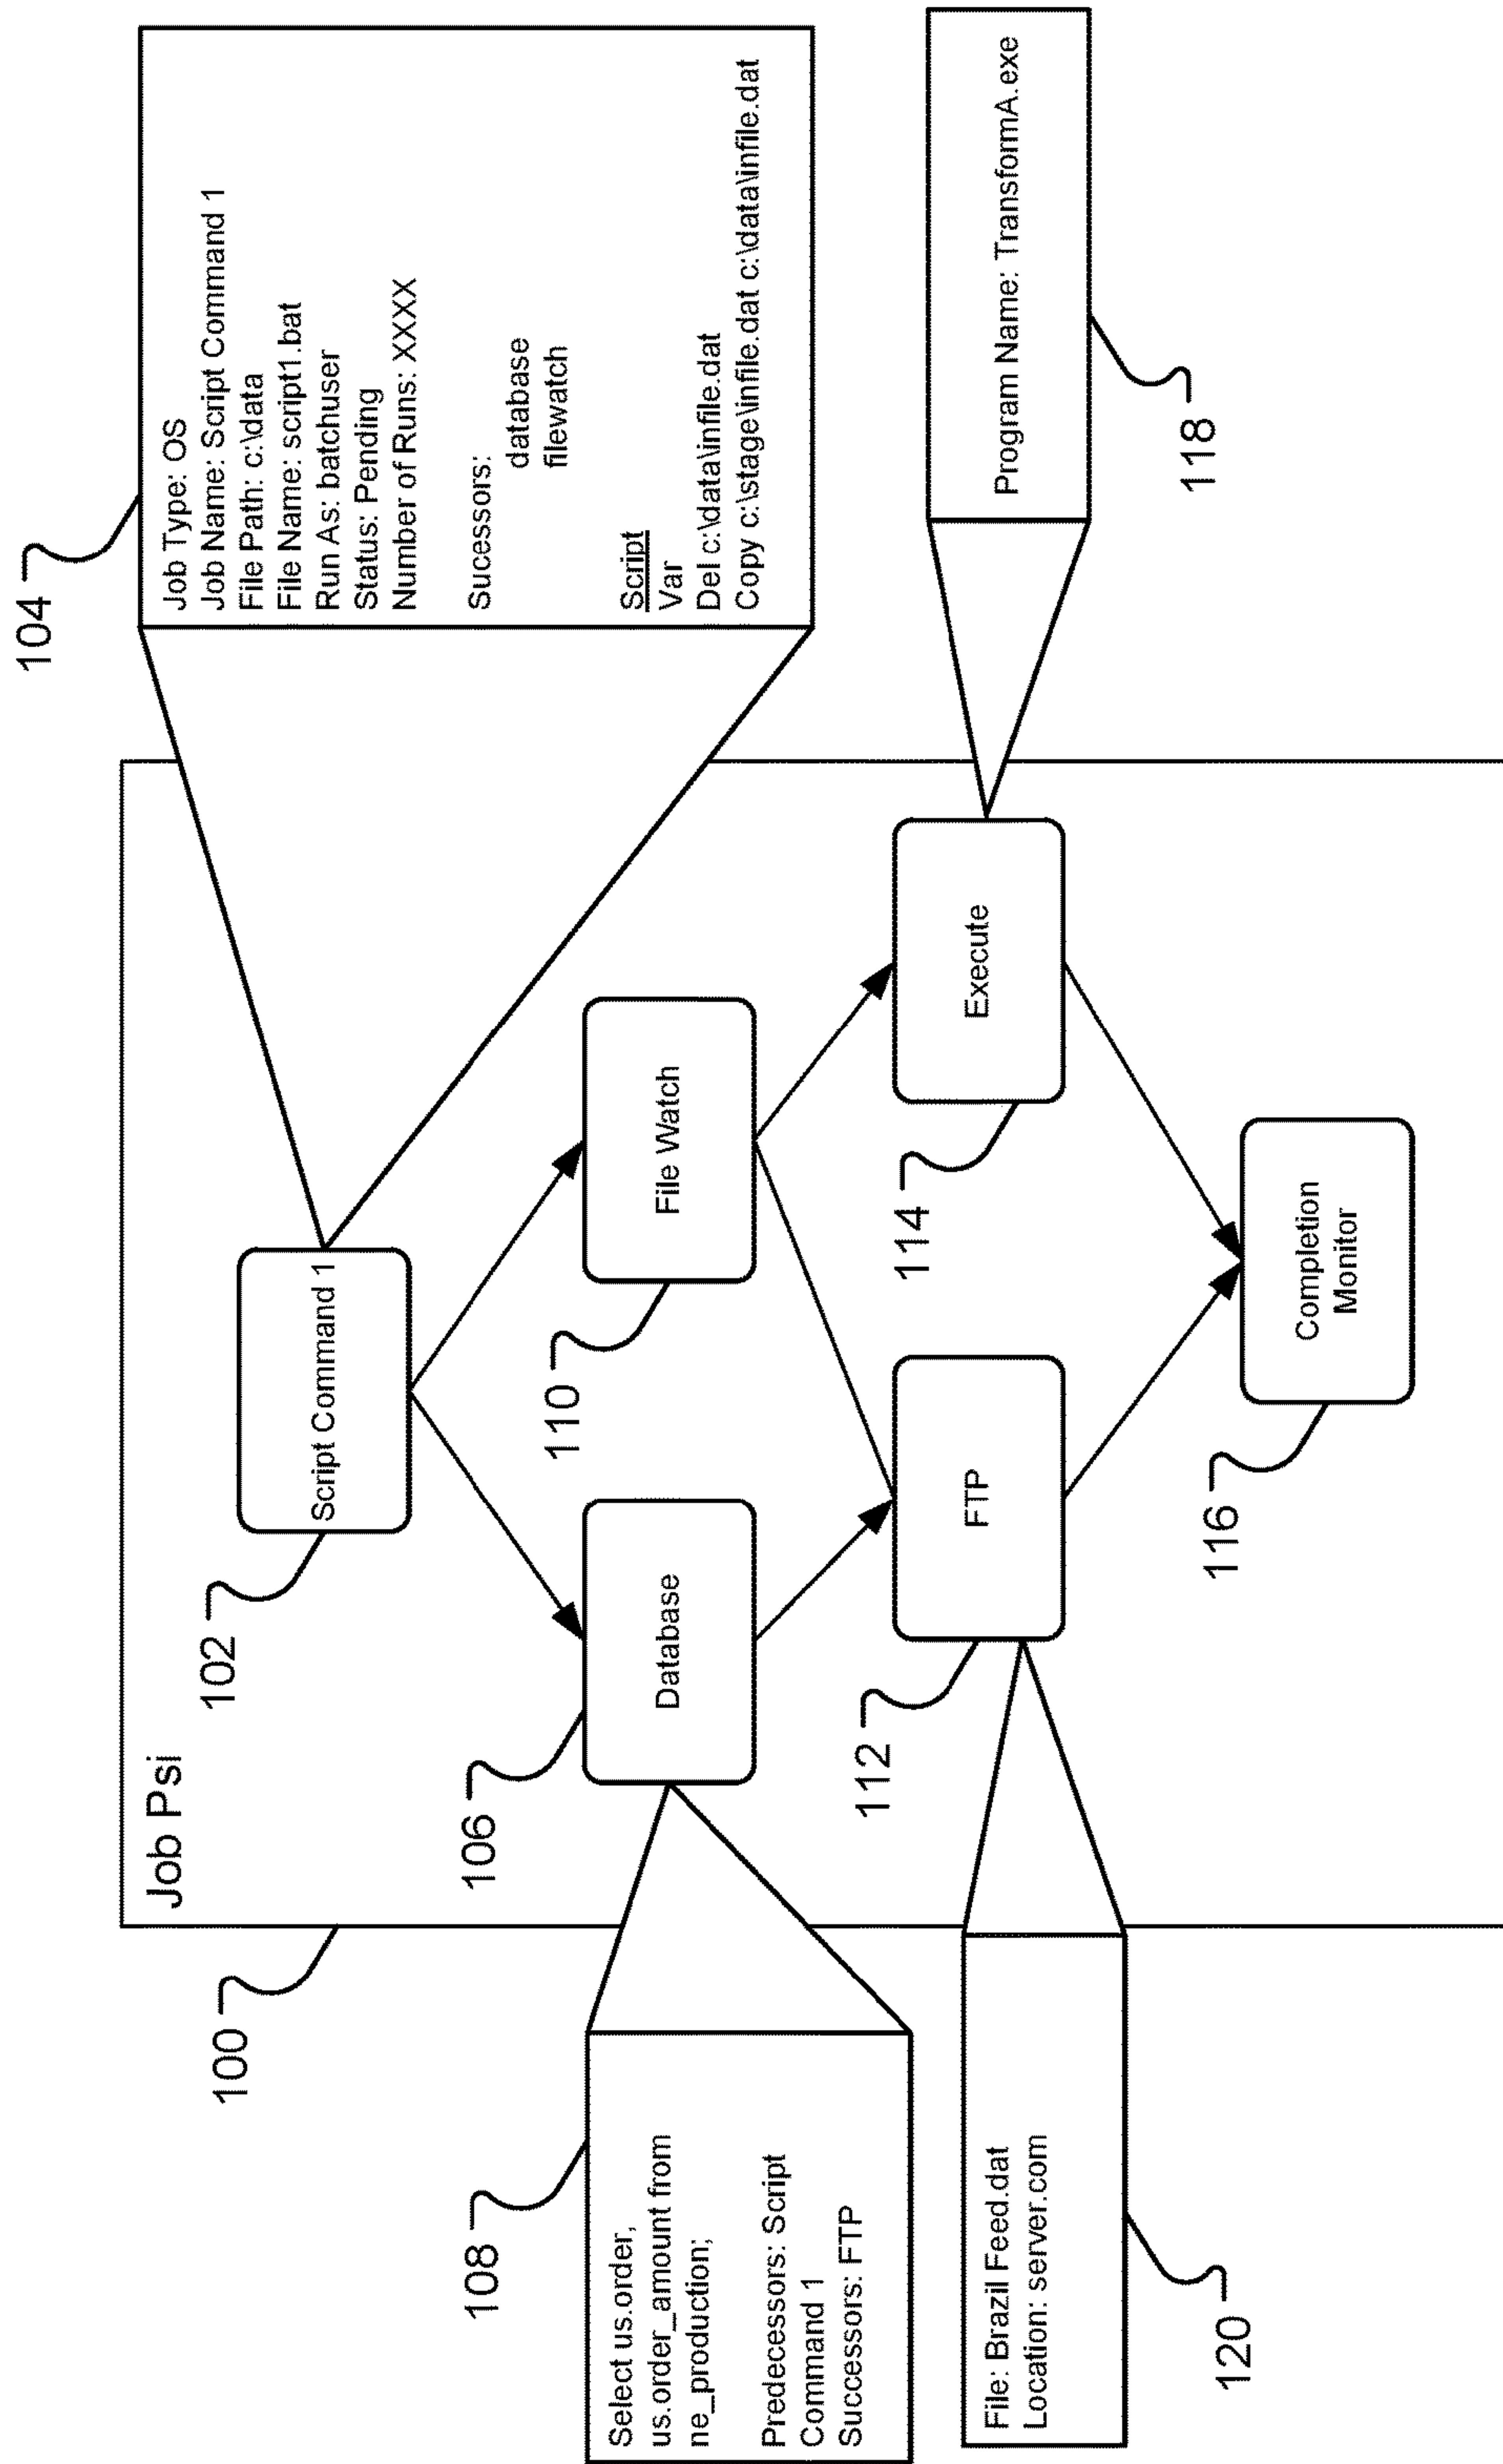 Job Psi
100
102
Script Command 1
104
Job Type: OS
Job Name: Script Command 1
File Path: c:\data
File Name: script1.bat
Run As: batchuser
Status: Pending
Number of Runs: XXXX
Sucessors:
database
filewatch
Script
Var
Del c:\data\infile.dat
Copy c:\stage\infile.dat c:\data\infile.dat
108
Select us.order,
us.order_amount from
ne_production;
Predecessors: Script
Command 1
Successors: FTP
106
Database
110
File Watch
120
File: Brazil Feed.dat
Location: server.com
112
FTP
114
Execute
Program Name: TransformA.exe
118
116
Completion
Monitor